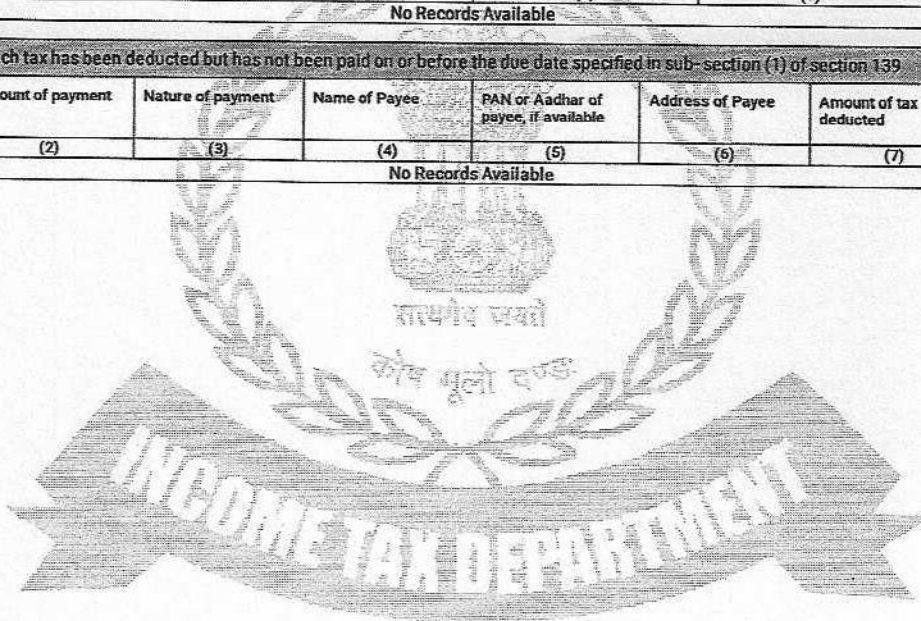 No Records Available
ch tax has been deducted but has not been paid on or before the due date specified in sub- section (1) of section 139
ount of payment Nature of payment Name of Payee PAN or Aadhar of payee, if available Address of Payee Amount of tax deducted
(2) (3) (4) (5) (6) (7)
No Records Available
सत्यमेव जयते
कोष मूलो दण्डः
INCOME TAX DEPARTMENT